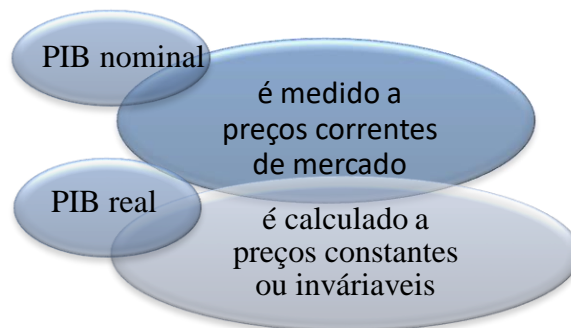 PIB nominal
é medido a
preços correntes
de mercado
PIB real
é calculado a
preços constantes
ou inváriaveis